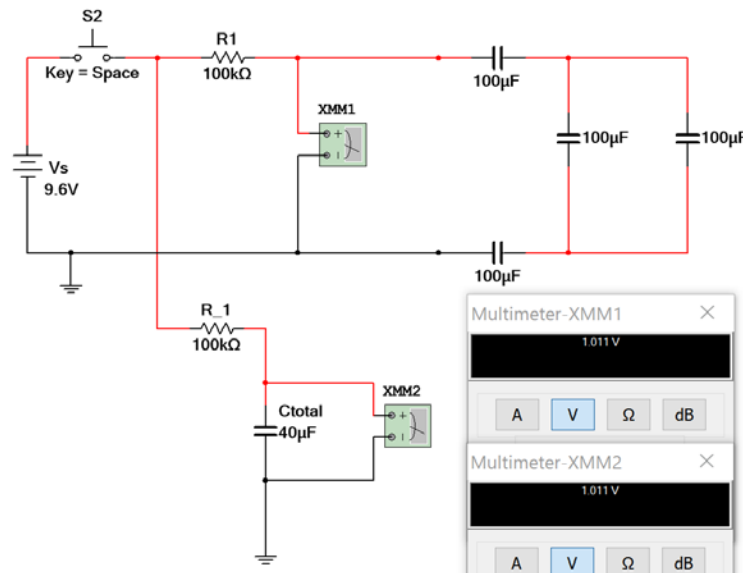 S2
Key = Space
R1
100kΩ
100µF
XMM1
Vs
9.6V
100µF
100µF
100µF
R_1
100kΩ
XMM2
Ctotal
40µF
Multimeter-XMM1
1.011 V
A V Ω dB
Multimeter-XMM2
1.011 V
A V Ω dB